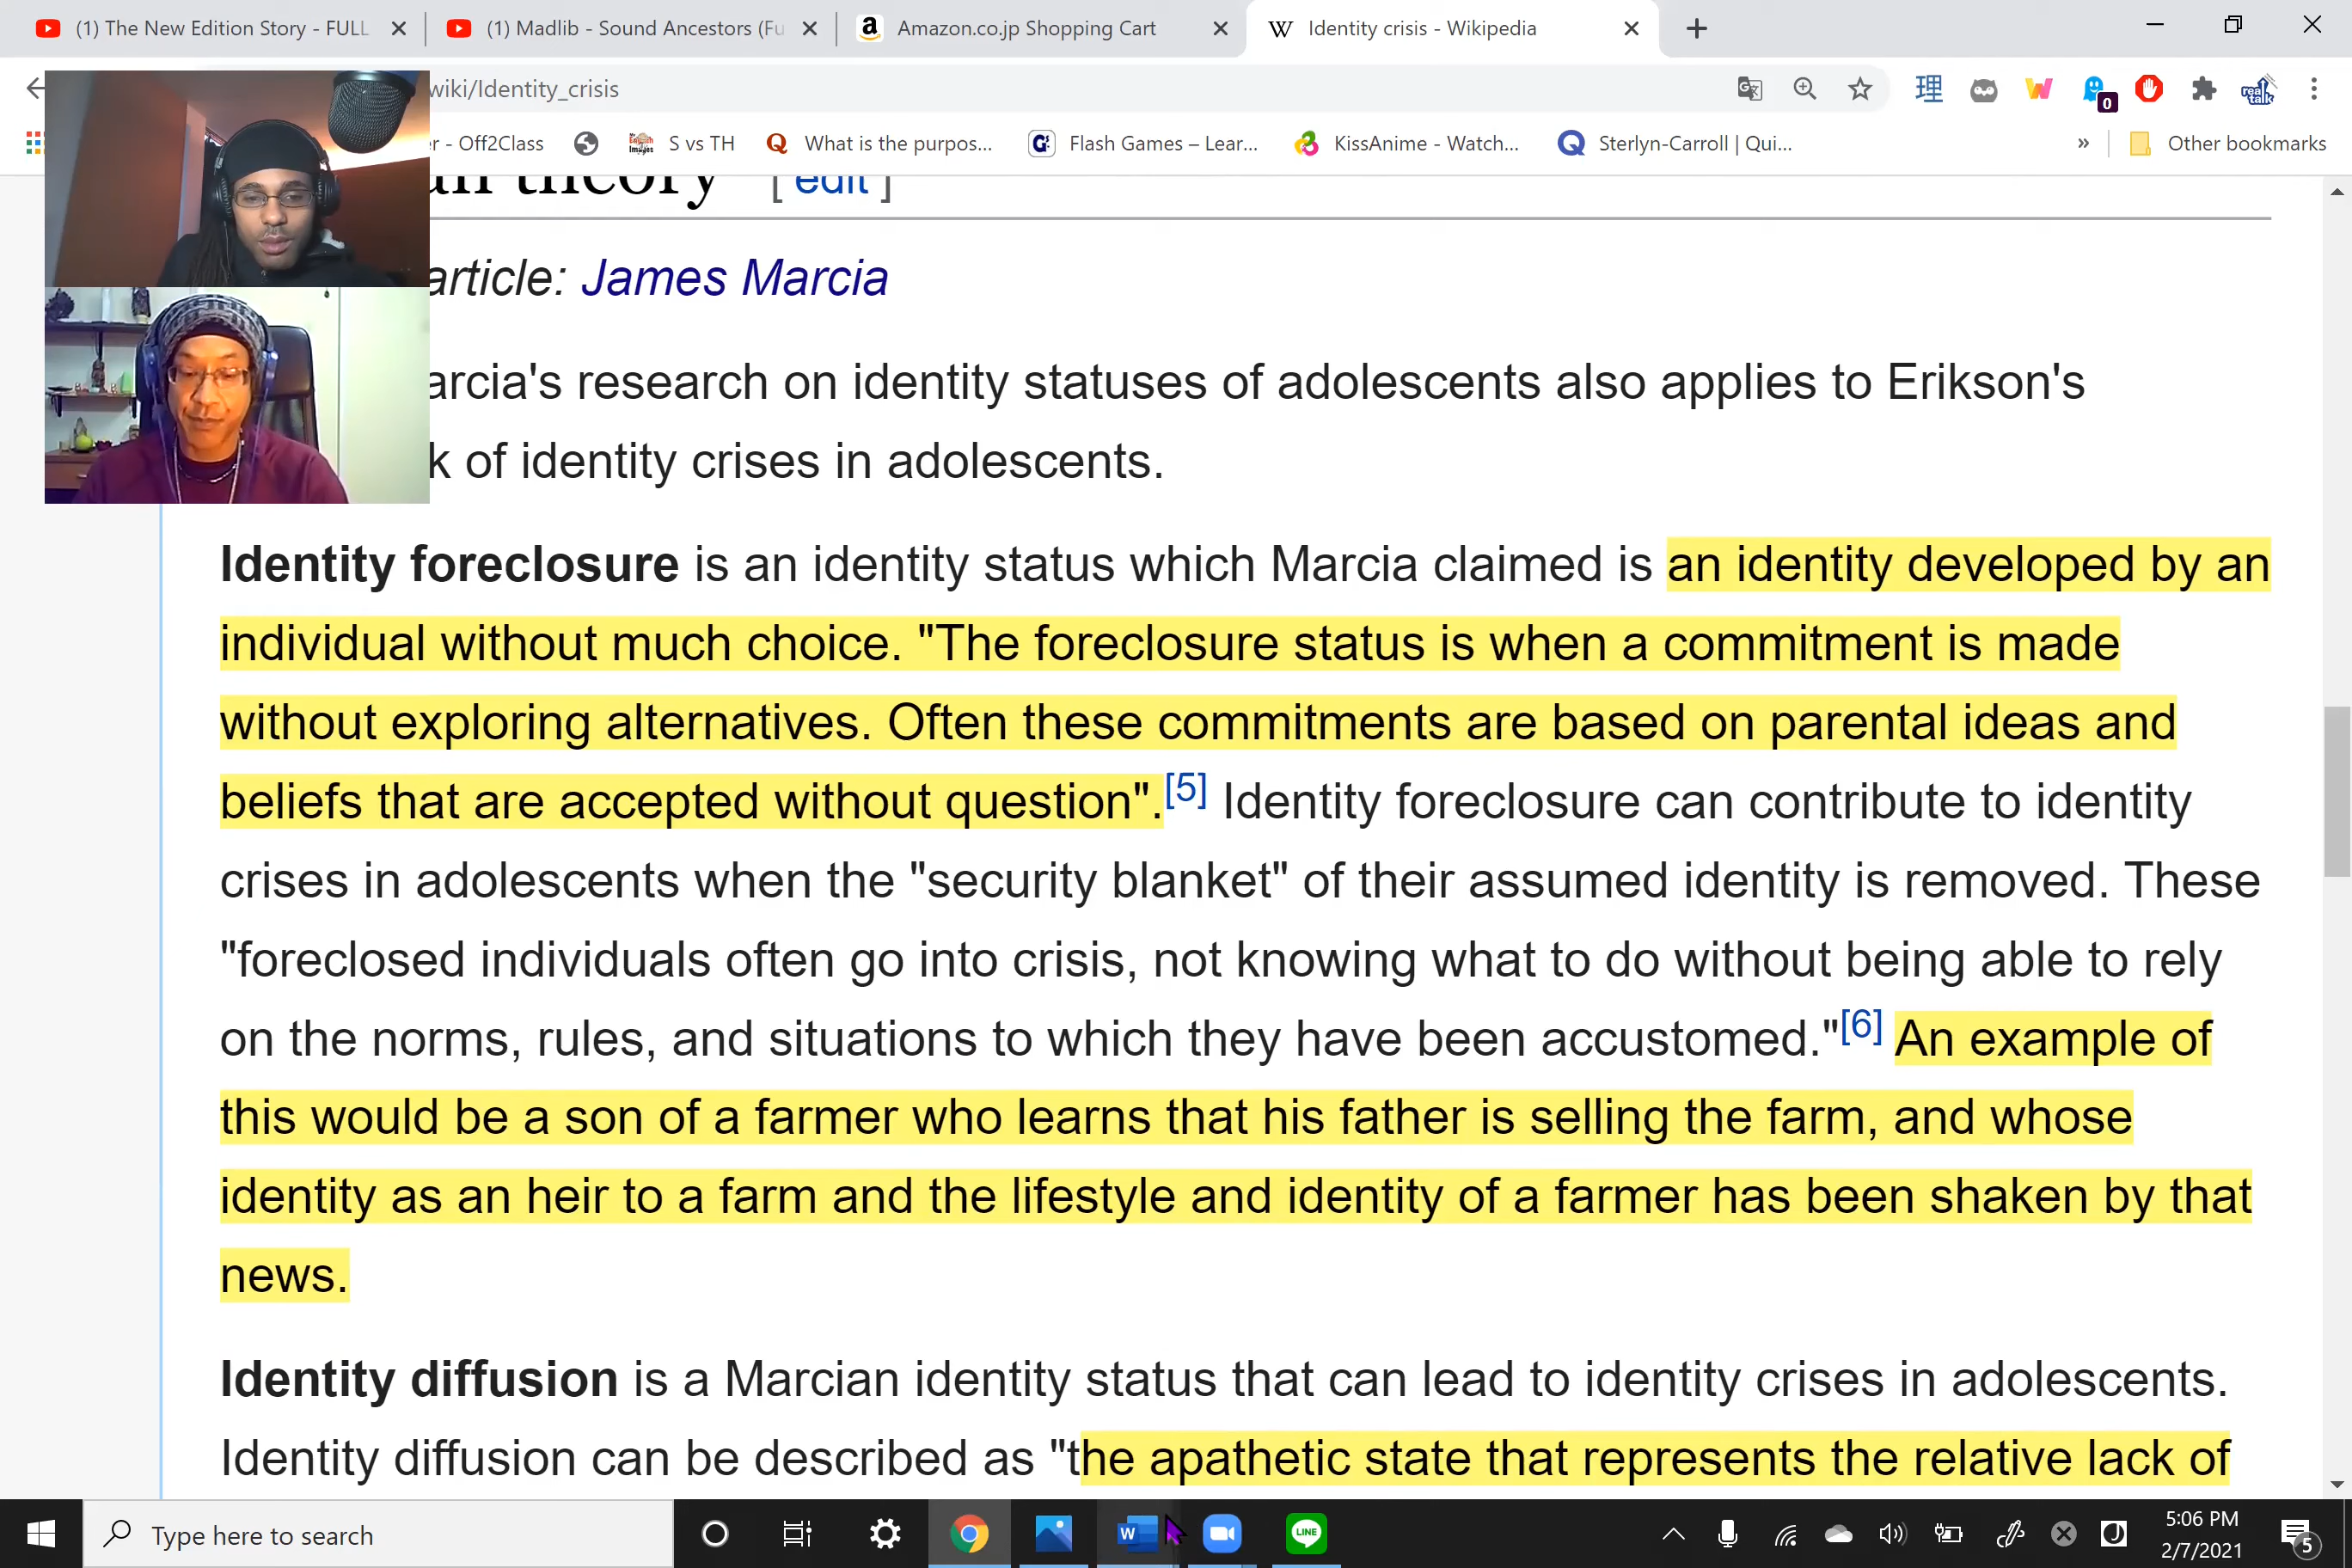 (1) The New Edition Story - FULL
(1) Madlib - Sound Ancestors (Fu
Amazon.co.jp Shopping Cart
Identity crisis - Wikipedia
wiki/Identity_crisis
理
0
real talk
er - Off2Class
S vs TH
What is the purpos...
Flash Games – Lear...
KissAnime - Watch...
Sterlyn-Carroll | Qui...
»
Other bookmarks
an theory [ edit ]
article: James Marcia
arcia's research on identity statuses of adolescents also applies to Erikson's
k of identity crises in adolescents.
Identity foreclosure is an identity status which Marcia claimed is an identity developed by an
individual without much choice. "The foreclosure status is when a commitment is made
without exploring alternatives. Often these commitments are based on parental ideas and
beliefs that are accepted without question".[5] Identity foreclosure can contribute to identity
crises in adolescents when the "security blanket" of their assumed identity is removed. These
"foreclosed individuals often go into crisis, not knowing what to do without being able to rely
on the norms, rules, and situations to which they have been accustomed."[6] An example of
this would be a son of a farmer who learns that his father is selling the farm, and whose
identity as an heir to a farm and the lifestyle and identity of a farmer has been shaken by that
news.
Identity diffusion is a Marcian identity status that can lead to identity crises in adolescents.
Identity diffusion can be described as "the apathetic state that represents the relative lack of
Type here to search
LINE
5:06 PM
2/7/2021
5